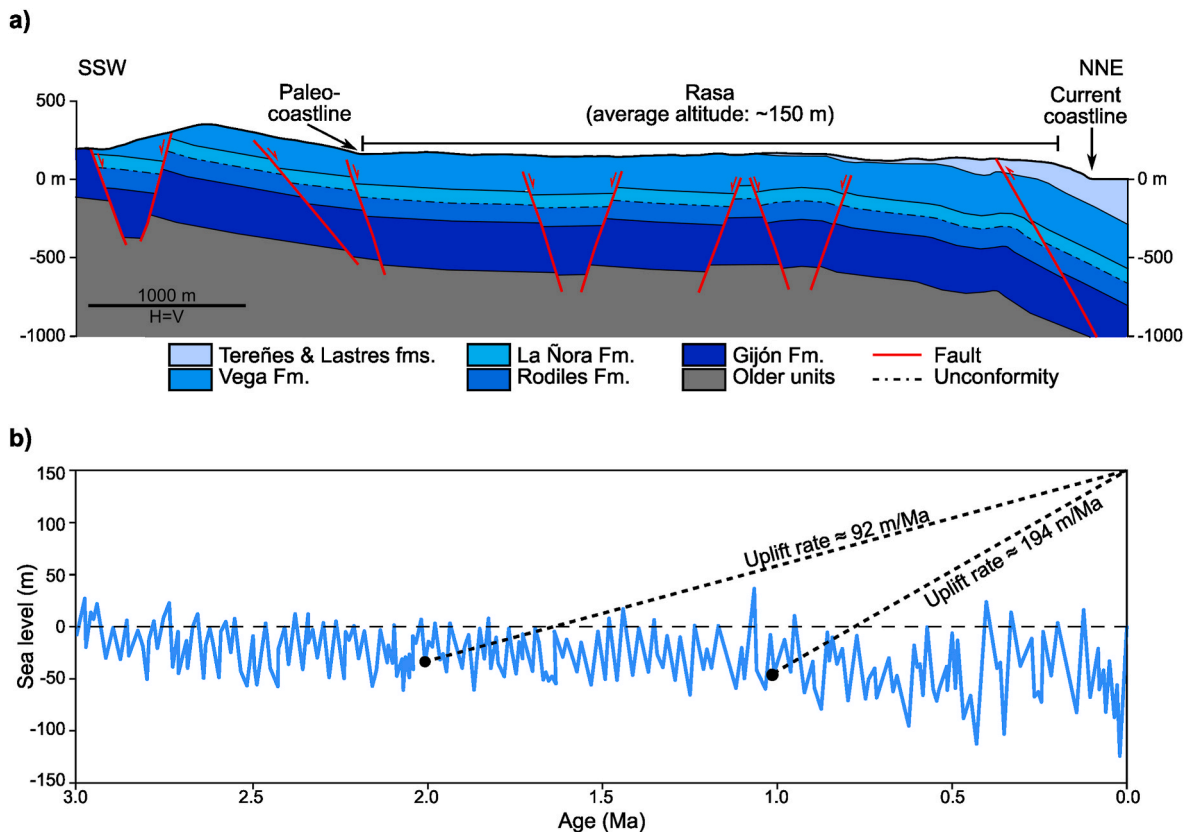 a)
SSW
NNE
Paleo-
coastline
Rasa
(average altitude: ~150 m)
Current
coastline
500
0 m
-500
-1000
0 m
-500
-1000
1000 m
H=V
Tereñes & Lastres fms.
La Ñora Fm.
Gijón Fm.
Fault
Vega Fm.
Rodiles Fm.
Older units
Unconformity
b)
150
100
50
0
-50
-100
-150
Sea level (m)
Uplift rate ≈ 92 m/Ma
Uplift rate ≈ 194 m/Ma
3.0
2.5
2.0
1.5
1.0
0.5
0.0
Age (Ma)